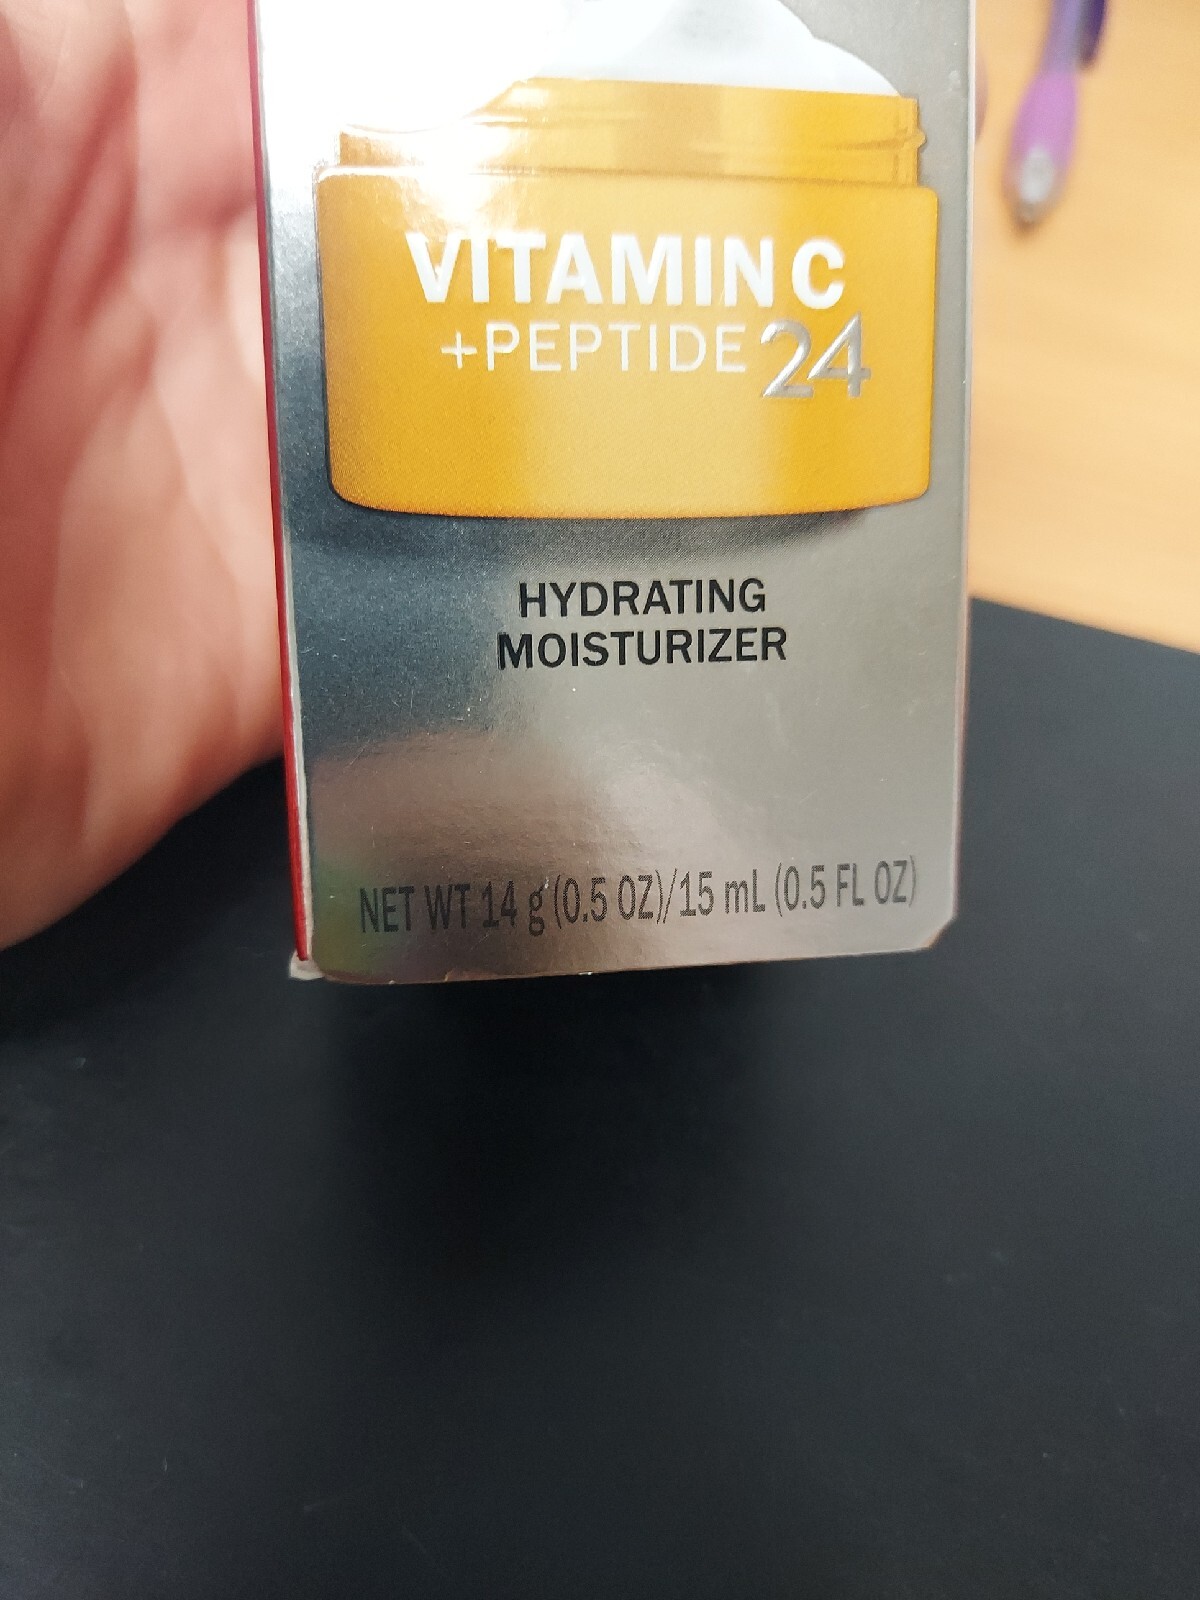 VITAMIN C
+PEPTIDE 24
HYDRATING
MOISTURIZER
NET WT 14 g (0.5 OZ)/15 mL (0.5 FL OZ)